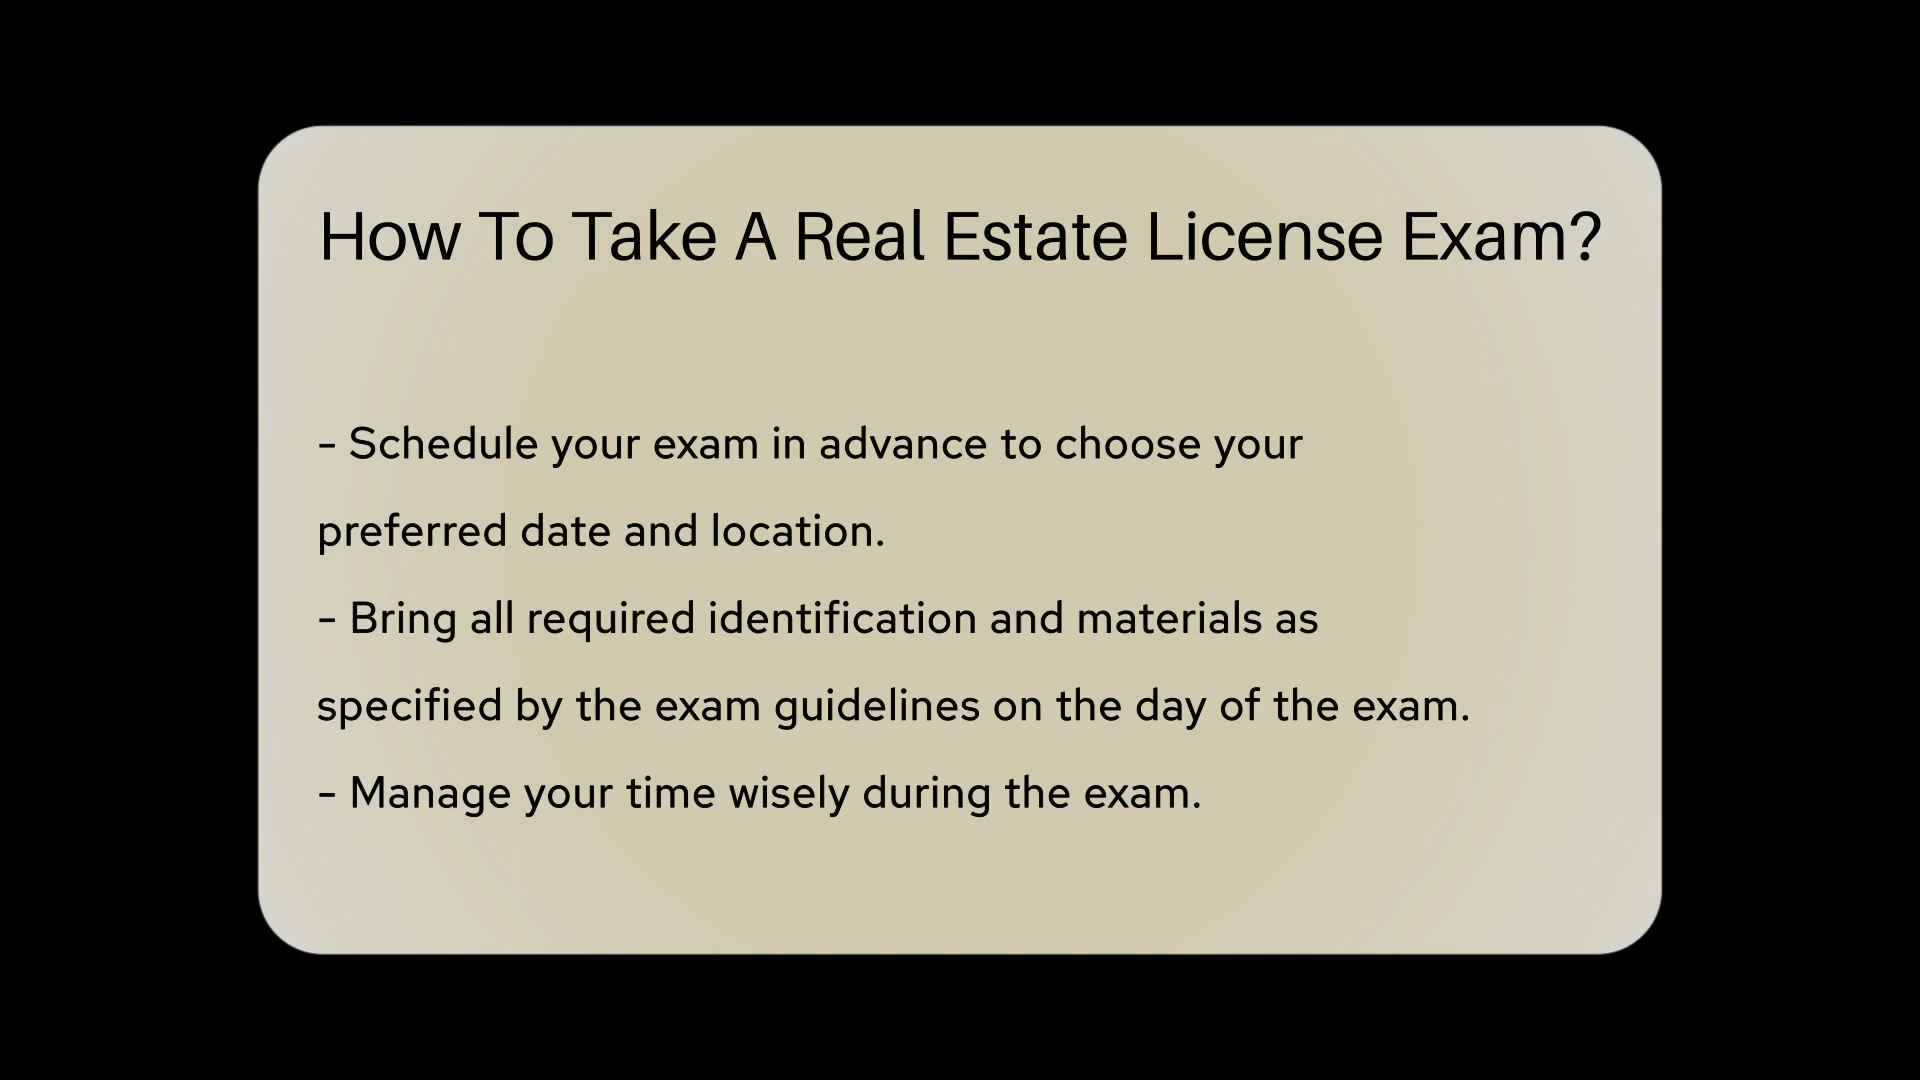 How To Take A Real Estate License Exam?
- Schedule your exam in advance to choose your
preferred date and location.
- Bring all required identification and materials as
specified by the exam guidelines on the day of the exam.
- Manage your time wisely during the exam.